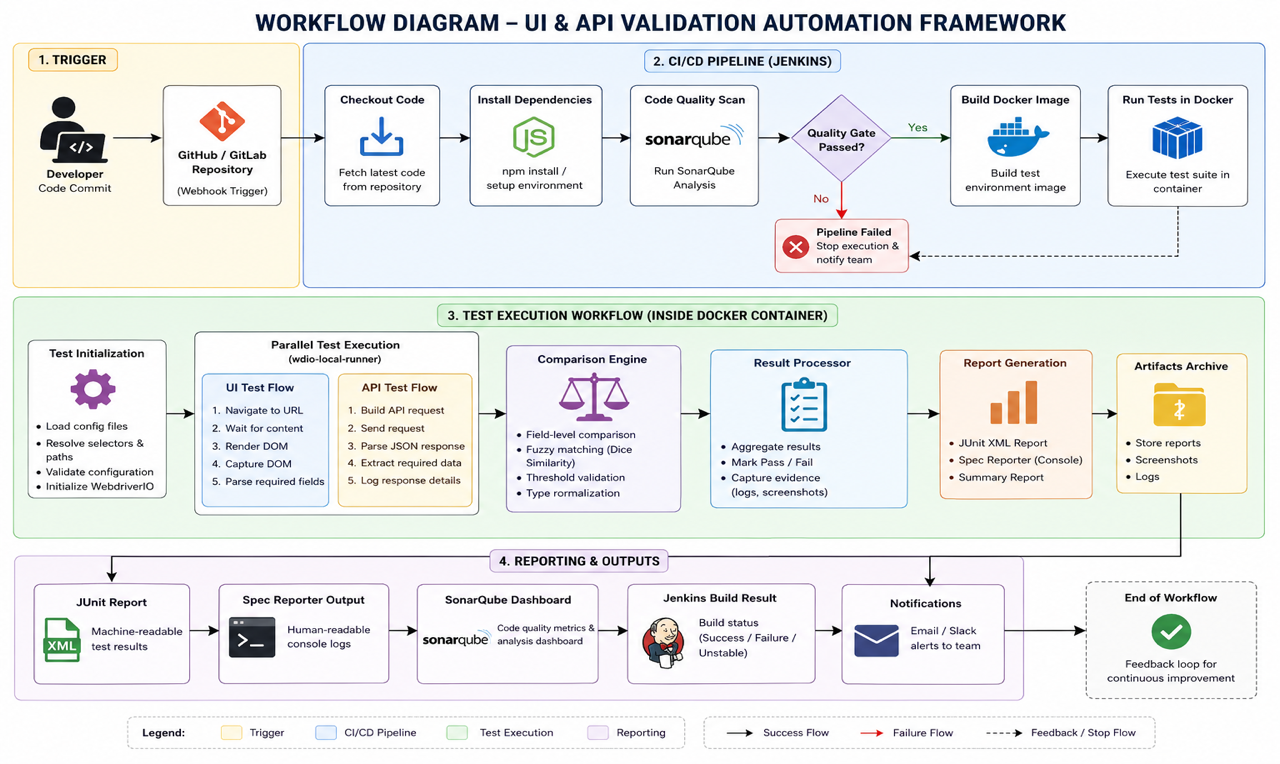 WORKFLOW DIAGRAM – UI & API VALIDATION AUTOMATION FRAMEWORK
1. TRIGGER
</>
Developer
Code Commit
GitHub / GitLab
Repository
(Webhook Trigger)
2. CI/CD PIPELINE (JENKINS)
Checkout Code
Fetch latest code
from repository
Install Dependencies
JS
npm install /
setup environment
Code Quality Scan
sonarqube
Run SonarQube
Analysis
Quality Gate
Passed?
Yes
No
Pipeline Failed
Stop execution &
notify team
Build Docker Image
Build test
environment image
Run Tests in Docker
Execute test suite in
container
3. TEST EXECUTION WORKFLOW (INSIDE DOCKER CONTAINER)
Test Initialization
• Load config files
• Resolve selectors &
paths
• Validate configuration
• Initialize WebdriverIO
Parallel Test Execution
(wdio-local-runner)
UI Test Flow
1. Navigate to URL
2. Wait for content
3. Render DOM
4. Capture DOM
5. Parse required fields
API Test Flow
1. Build API request
2. Send request
3. Parse JSON response
4. Extract required data
5. Log response details
Comparison Engine
• Field-level comparison
• Fuzzy matching (Dice
Similarity)
• Threshold validation
• Type rormalization
Result Processor
• Aggregate results
• Mark Pass / Fail
• Capture evidence
(logs, screenshots)
Report Generation
• JUnit XML Report
• Spec Reporter (Console)
• Summary Report
Artifacts Archive
• Store reports
• Screenshots
• Logs
4. REPORTING & OUTPUTS
JUnit Report
XML
Machine-readable
test results
Spec Reporter Output
>_
Human-readable
console logs
SonarQube Dashboard
sonarqube
Code quality metrics &
analysis dashboard
Jenkins Build Result
Build status
(Success / Failure /
Unstable)
Notifications
Email / Slack
alerts to team
End of Workflow
Feedback loop for
continuous improvement
Legend:
Trigger
CI/CD Pipeline
Test Execution
Reporting
Success Flow
Failure Flow
Feedback / Stop Flow